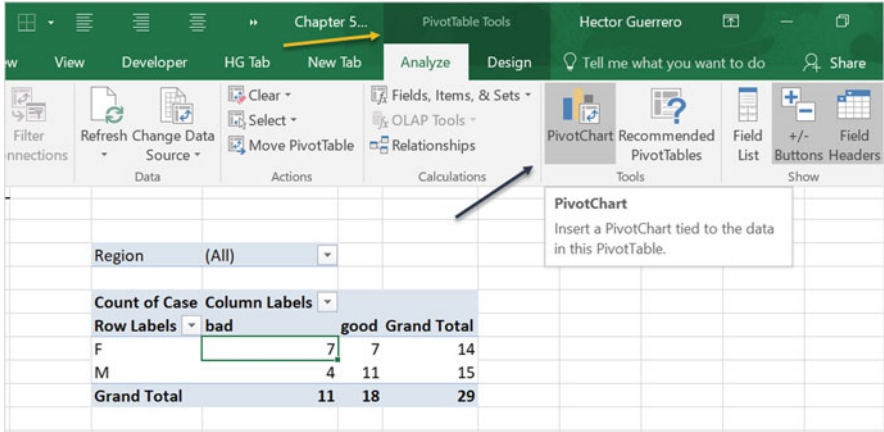 Chapter 5... PivotTable Tools Hector Guerrero
View Developer HG Tab New Tab Analyze Design Tell me what you want to do Share
Clear Fields, Items, & Sets
Select OLAP Tools
Move PivotTable Relationships
Filter Refresh Change Data PivotChart Recommended Field +/- Field
Source PivotTables List Buttons Headers
Data Actions Calculations Tools Show
PivotChart
Insert a PivotChart tied to the data
in this PivotTable.
Region (All)
Count of Case Column Labels
Row Labels bad good Grand Total
F 7 7 14
M 4 11 15
Grand Total 11 18 29